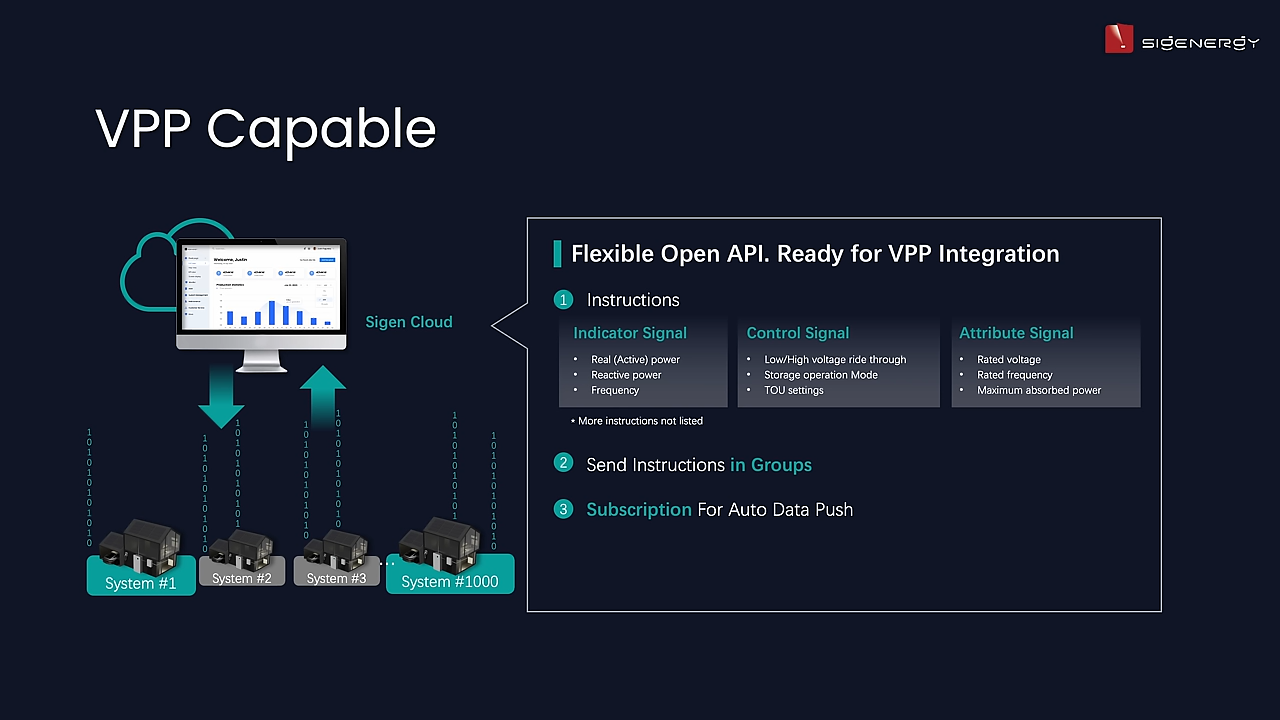 SIGENERGY
VPP Capable
Welcome, Justin
Sigen Cloud
Flexible Open API: Ready for VPP Integration
1 Instructions
Indicator Signal
• Real (Active) power
• Reactive power
• Frequency
Control Signal
• Low/High voltage ride through
• Storage operation Mode
• TOU settings
Attribute Signal
• Rated voltage
• Rated frequency
• Maximum absorbed power
* More instructions not listed
2 Send Instructions in Groups
3 Subscription For Auto Data Push
System #1
System #2
System #3
...
System #1000